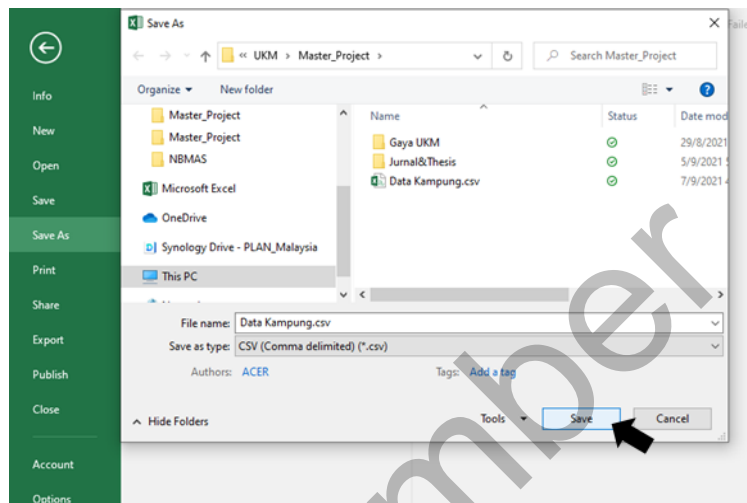 Save As
Faile
« UKM › Master_Project ›
Search Master_Project
Organize
New folder
Info
New
Open
Save
Save As
Print
Share
Export
Publish
Close
Account
Options
Master_Project
Master_Project
NBMAS
Microsoft Excel
OneDrive
Synology Drive - PLAN_Malaysia
This PC
Name Status Date mod
Gaya UKM 29/8/2021
Jurnal&Thesis 5/9/2021
Data Kampung.csv 7/9/2021
File name: Data Kampung.csv
Save as type: CSV (Comma delimited) (*.csv)
Authors: ACER Tags: Add a tag
Hide Folders
Tools Save Cancel
mber